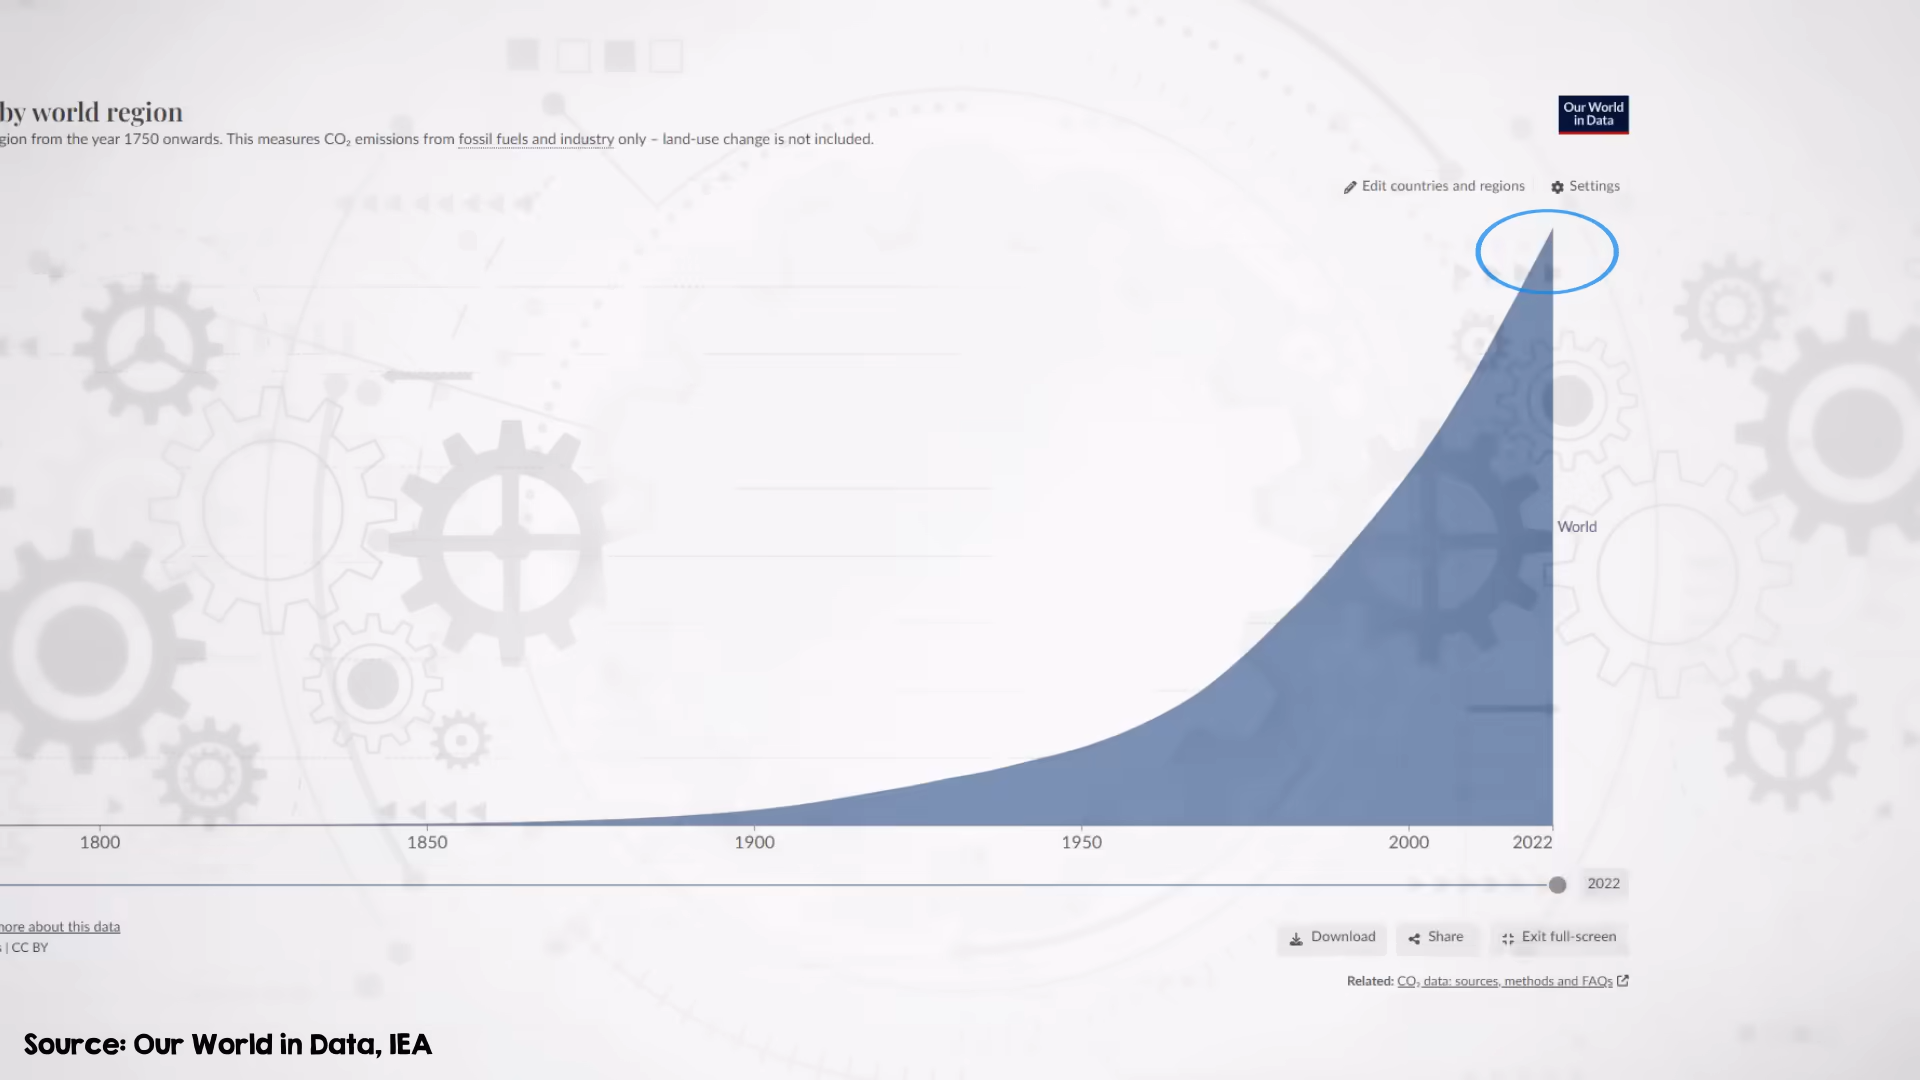 by world region
gion from the year 1750 onwards. This measures CO₂ emissions from fossil fuels and industry only – land-use change is not included.
Our World
in Data
Edit countries and regions
Settings
World
1800
1850
1900
1950
2000
2022
2022
more about this data
s | CC BY
Download
Share
Exit full-screen
Related: CO₂ data: sources, methods and FAQs
Source: Our World in Data, IEA